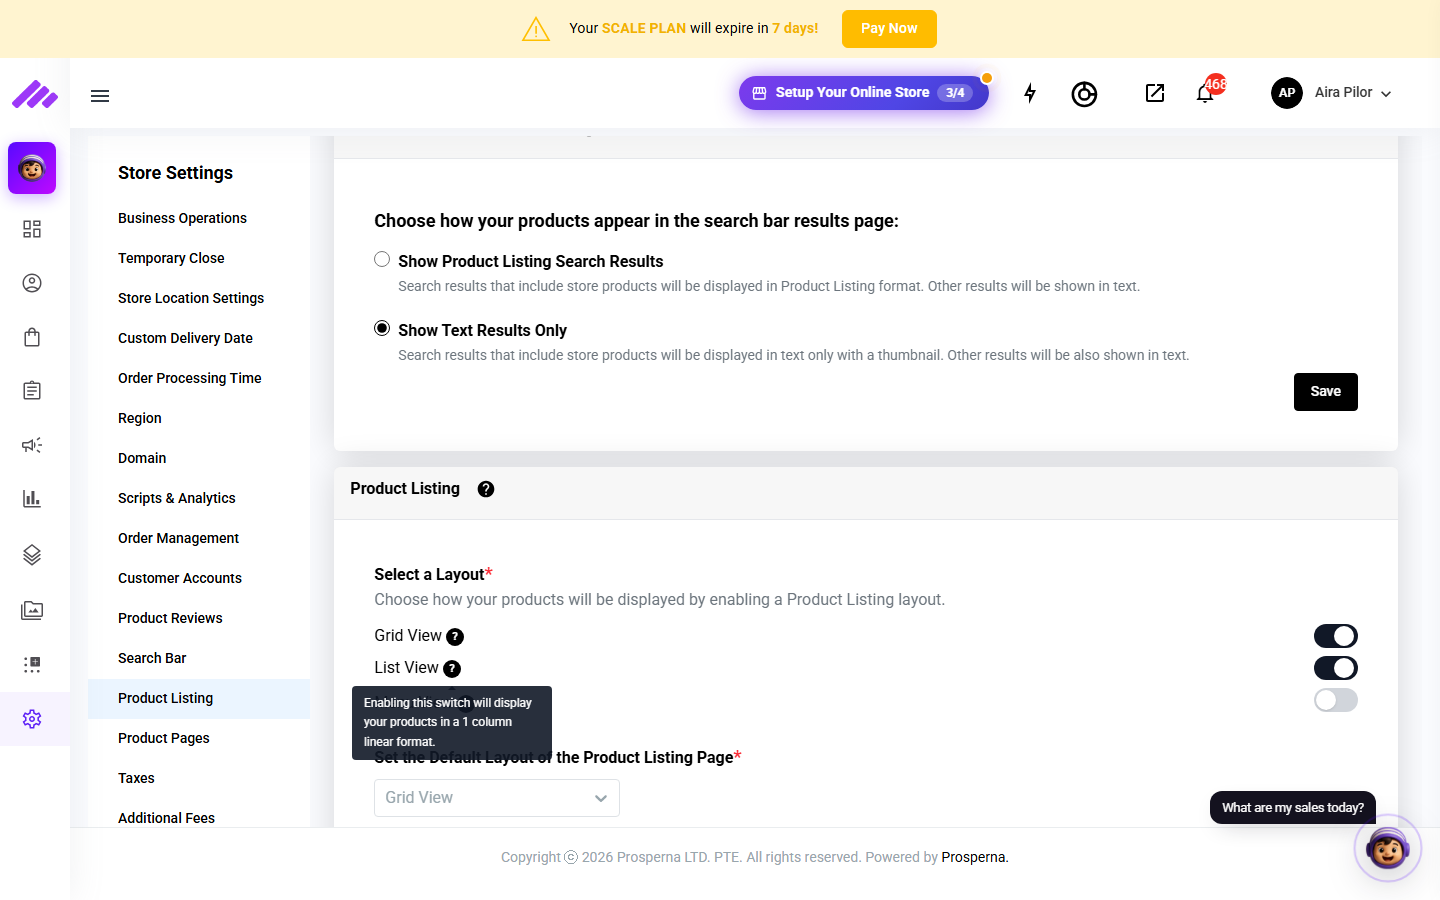 Your SCALE PLAN will expire in 7 days!
Pay Now
Setup Your Online Store 3/4
468
AP
Aira Pilor
Store Settings
Business Operations
Temporary Close
Store Location Settings
Custom Delivery Date
Order Processing Time
Region
Domain
Scripts & Analytics
Order Management
Customer Accounts
Product Reviews
Search Bar
Product Listing
Product Pages
Taxes
Additional Fees
Choose how your products appear in the search bar results page:
Show Product Listing Search Results
Search results that include store products will be displayed in Product Listing format. Other results will be shown in text.
Show Text Results Only
Search results that include store products will be displayed in text only with a thumbnail. Other results will be also shown in text.
Save
Product Listing ?
Select a Layout*
Choose how your products will be displayed by enabling a Product Listing layout.
Grid View ?
List View ?
Enabling this switch will display
your products in a 1 column
linear format.
Set the Default Layout of the Product Listing Page*
Grid View
What are my sales today?
Copyright © 2026 Prosperna LTD. PTE. All rights reserved. Powered by Prosperna.